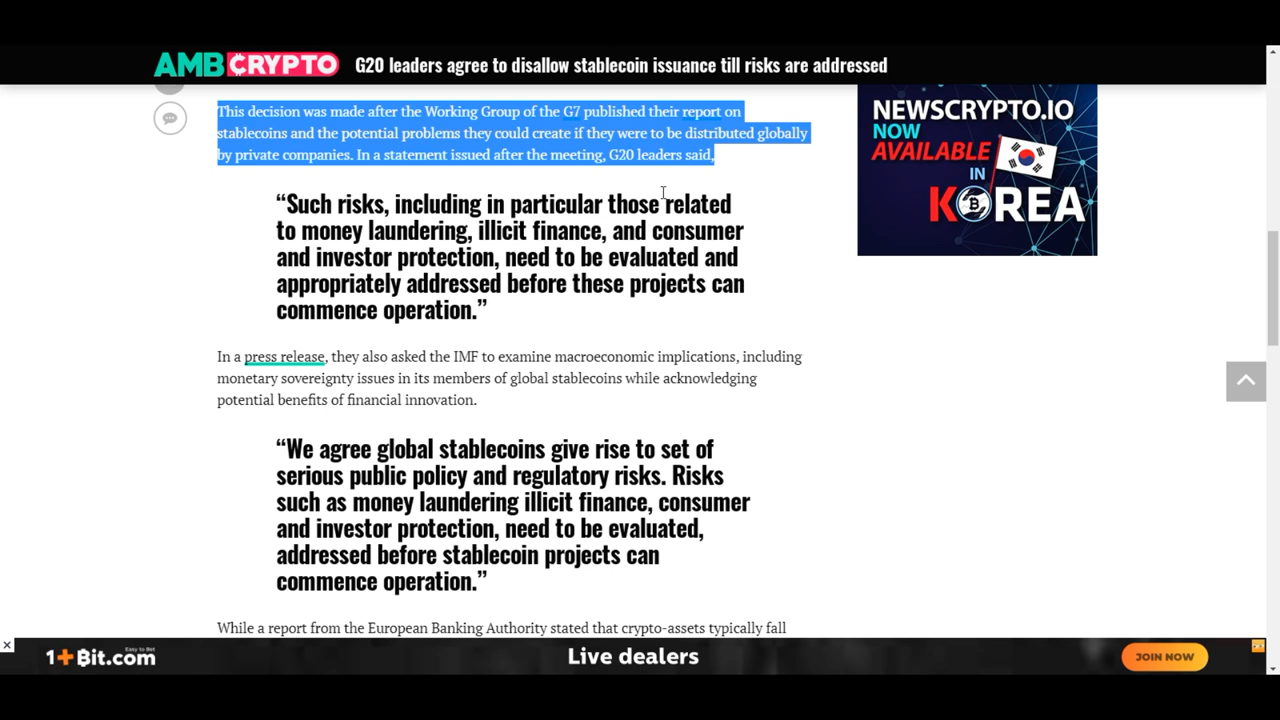 AMBCRYPTO
G20 leaders agree to disallow stablecoin issuance till risks are addressed
This decision was made after the Working Group of the G7 published their report on
stablecoins and the potential problems they could create if they were to be distributed globally
by private companies. In a statement issued after the meeting, G20 leaders said,
“Such risks, including in particular those related
to money laundering, illicit finance, and consumer
and investor protection, need to be evaluated and
appropriately addressed before these projects can
commence operation.”
In a press release, they also asked the IMF to examine macroeconomic implications, including
monetary sovereignty issues in its members of global stablecoins while acknowledging
potential benefits of financial innovation.
“We agree global stablecoins give rise to set of
serious public policy and regulatory risks. Risks
such as money laundering illicit finance, consumer
and investor protection, need to be evaluated,
addressed before stablecoin projects can
commence operation.”
While a report from the European Banking Authority stated that crypto-assets typically fall
NEWSCRYPTO.IO
NOW
AVAILABLE
IN
KOREA
Easy to Bet
1+Bit.com
Live dealers
JOIN NOW